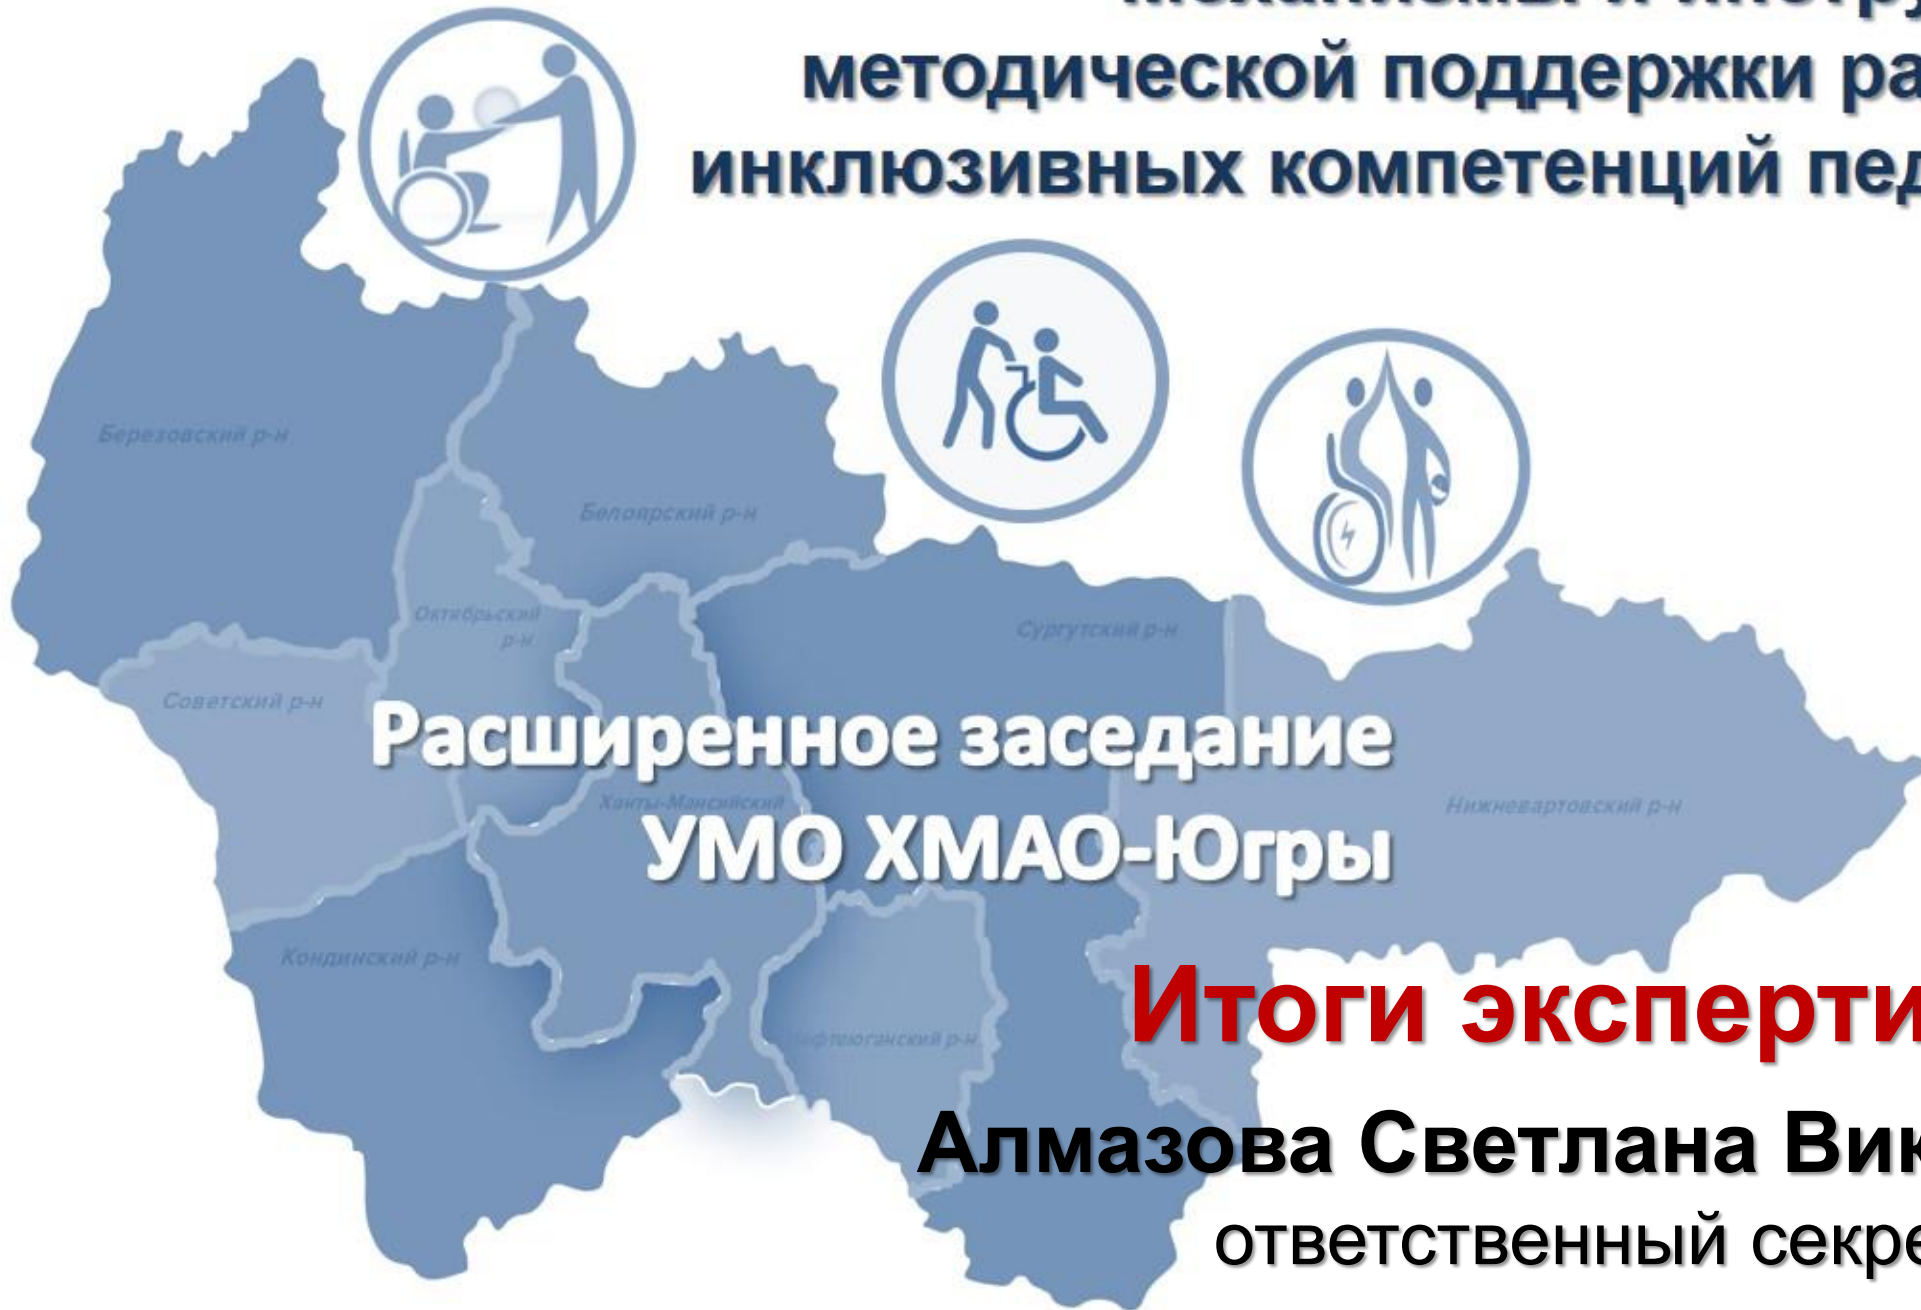 методической поддержки ра
инклюзивных компетенций пед
Березовский р-н
Белоярский р-н
Октябрьский
р-н
Сургутский р-н
Советский р-н
Расширенное заседание
Ханты-Мансийский
Нижневартовский р-н
УМО ХМАО-Югры
Кондинский р-н
Итоги эксперти
фтеюганский р-н
Алмазова Светлана Вик
ответственный секре